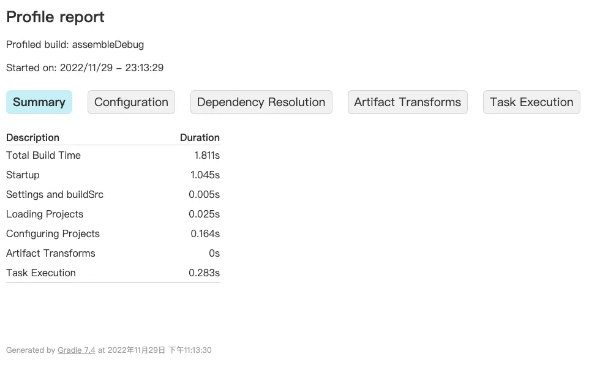 Profile report
Profiled build: assembleDebug
Started on: 2022/11/29 - 23:13:29
Summary Configuration Dependency Resolution Artifact Transforms Task Execution
Description Duration
Total Build Time 1.811s
Startup 1.045s
Settings and buildSrc 0.005s
Loading Projects 0.025s
Configuring Projects 0.164s
Artifact Transforms 0s
Task Execution 0.283s
Generated by Gradle 7.4 at 2022年11月29日 下午11:13:30